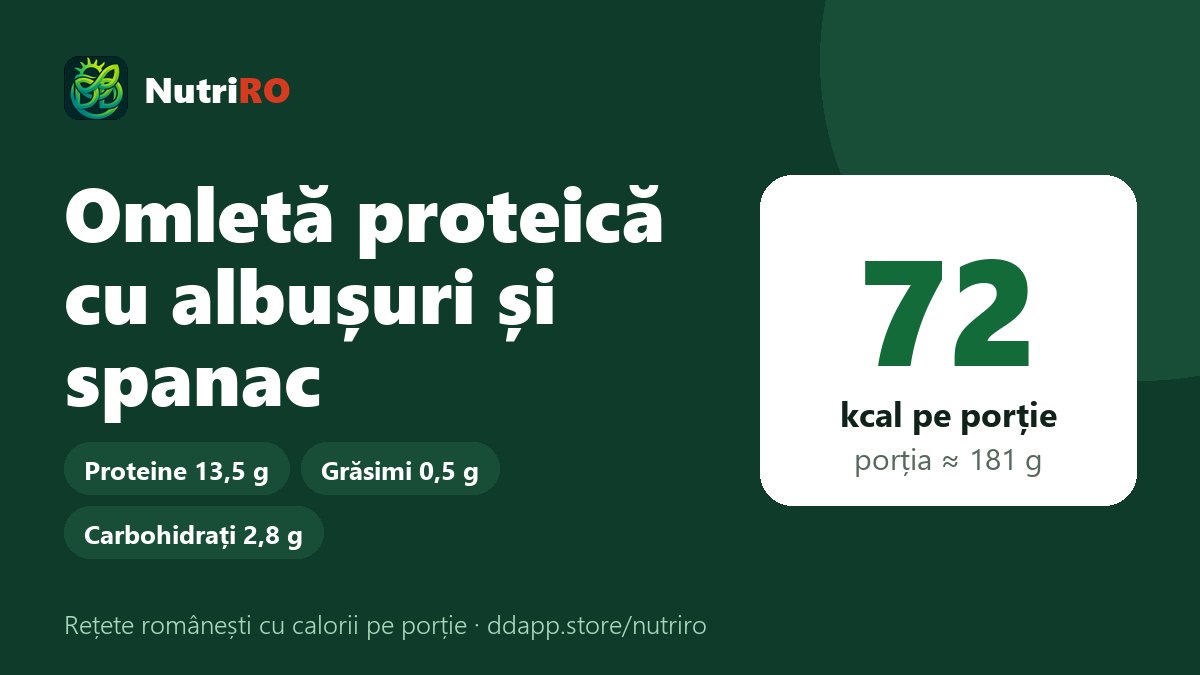 NutriRO
Omletă proteică
cu albușuri și
spanac
Proteine 13,5 g
Grăsimi 0,5 g
Carbohidrați 2,8 g
72
kcal pe porție
porția ≈ 181 g
Rețete românești cu calorii pe porție · ddapp.store/nutriro